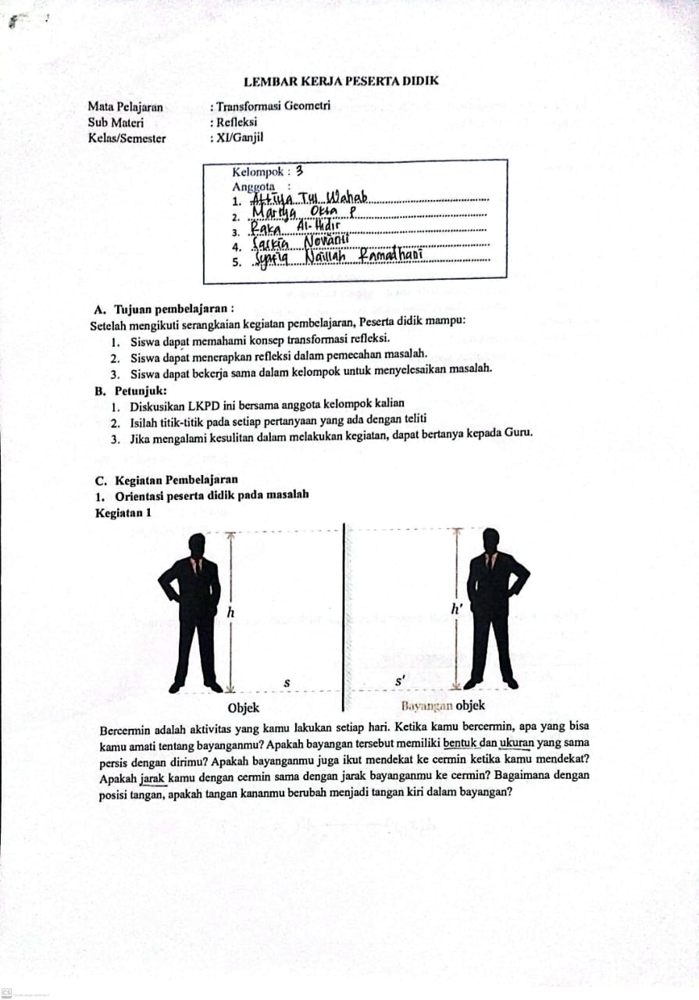 LEMBAR KERJA PESERTA DIDIK
Mata Pelajaran : Transformasi Geometri
Sub Materi : Refleksi
Kelas/Semester : XI/Ganjil
Kelompok : 3
Anggota :
1. Attiya Tul Wahab
2. Martya Okta P
3. Raka Al-Hidir
4. Saskia Novanti
5. Syafiq Naillah Ramadhani
A. Tujuan pembelajaran :
Setelah mengikuti serangkaian kegiatan pembelajaran, Peserta didik mampu:
1. Siswa dapat memahami konsep transformasi refleksi.
2. Siswa dapat menerapkan refleksi dalam pemecahan masalah.
3. Siswa dapat bekerja sama dalam kelompok untuk menyelesaikan masalah.
B. Petunjuk:
1. Diskusikan LKPD ini bersama anggota kelompok kalian
2. Isilah titik-titik pada setiap pertanyaan yang ada dengan teliti
3. Jika mengalami kesulitan dalam melakukan kegiatan, dapat bertanya kepada Guru.
C. Kegiatan Pembelajaran
1. Orientasi peserta didik pada masalah
Kegiatan 1
h h'
s s'
Objek Bayangan objek
Bercermin adalah aktivitas yang kamu lakukan setiap hari. Ketika kamu bercermin, apa yang bisa
kamu amati tentang bayanganmu? Apakah bayangan tersebut memiliki bentuk dan ukuran yang sama
persis dengan dirimu? Apakah bayanganmu juga ikut mendekat ke cermin ketika kamu mendekat?
Apakah jarak kamu dengan cermin sama dengan jarak bayanganmu ke cermin? Bagaimana dengan
posisi tangan, apakah tangan kananmu berubah menjadi tangan kiri dalam bayangan?
CS